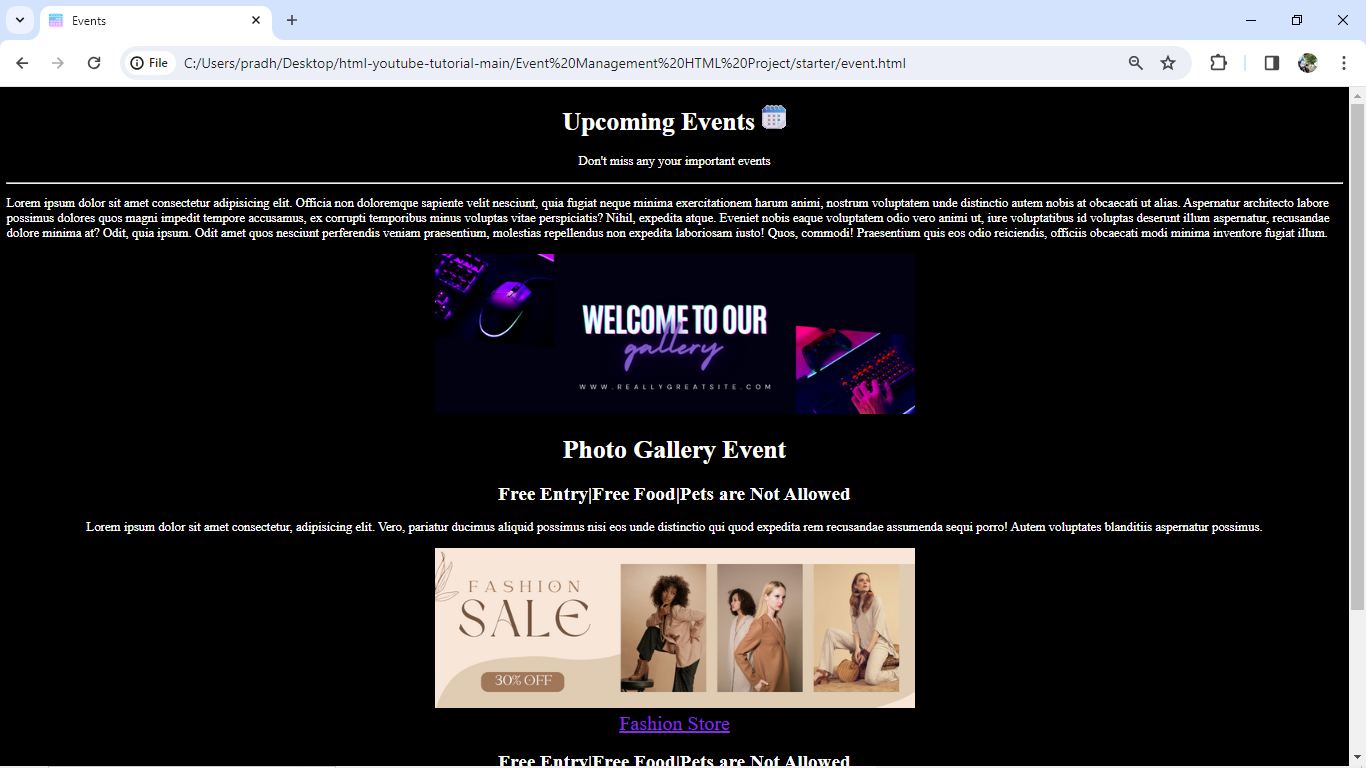 Events
File
C:/Users/pradh/Desktop/html-youtube-tutorial-main/Event%20Management%20HTML%20Project/starter/event.html
Upcoming Events
Don't miss any your important events
Lorem ipsum dolor sit amet consectetur adipisicing elit. Officia non doloremque sapiente velit nesciunt, quia fugiat neque minima exercitationem harum animi, nostrum voluptatem unde distinctio autem nobis at obcaecati ut alias. Aspernatur architecto labore
possimus dolores quos magni impedit tempore accusamus, ex corrupti temporibus minus voluptas vitae perspiciatis? Nihil, expedita atque. Eveniet nobis eaque voluptatem odio vero animi ut, iure voluptatibus id voluptas deserunt illum aspernatur, recusandae
dolore minima at? Odit, quia ipsum. Odit amet quos nesciunt perferendis veniam praesentium, molestias repellendus non expedita laboriosam iusto! Quos, commodi! Praesentium quis eos odio reiciendis, officiis obcaecati modi minima inventore fugiat illum.
WELCOME TO OUR
gallery
WWW.REALLYGREATSITE.COM
Photo Gallery Event
Free Entry|Free Food|Pets are Not Allowed
Lorem ipsum dolor sit amet consectetur, adipisicing elit. Vero, pariatur ducimus aliquid possimus nisi eos unde distinctio qui quod expedita rem recusandae assumenda sequi porro! Autem voluptates blanditiis aspernatur possimus.
FASHION
SALE
30% OFF
Fashion Store
Free Entry|Free Food|Pets are Not Allowed